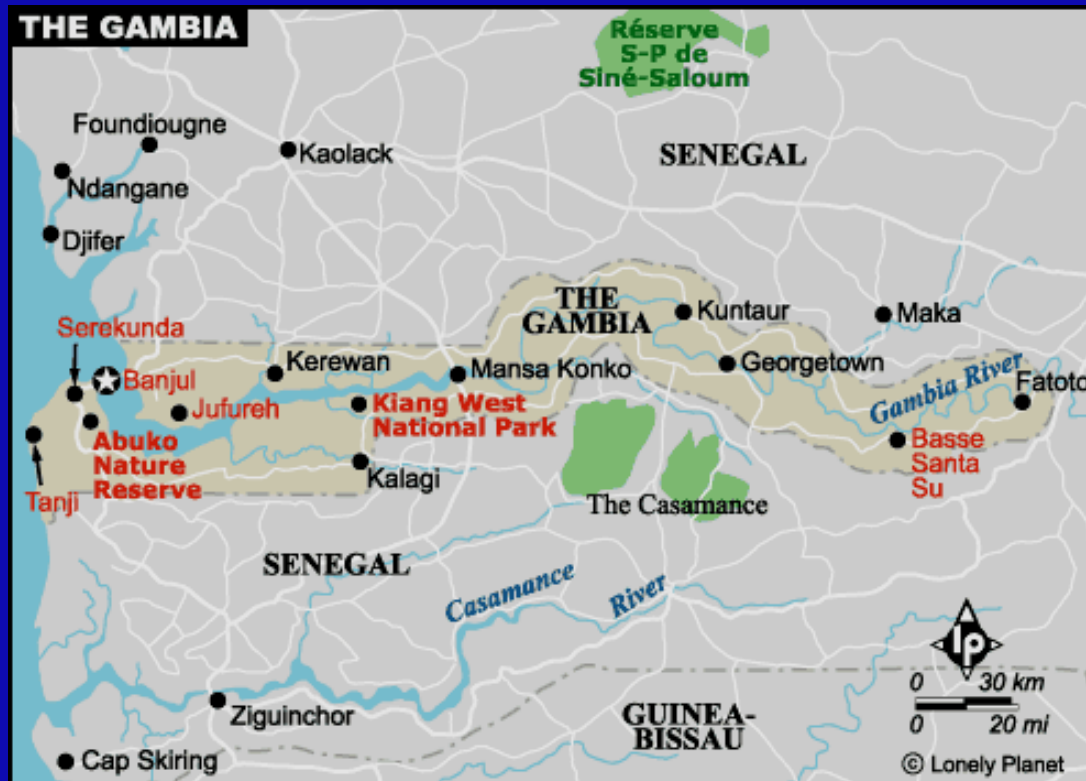 THE GAMBIA
Réserve
S-P de
Siné-Saloum
Foundiougne
Kaolack
SENEGAL
Ndangane
Djifer
THE
GAMBIA
Kuntaur
Maka
Serekunda
Kerewan
Mansa Konko
Georgetown
Banjul
Gambia River
Fatoto
Jufureh
Kiang West
National Park
Abuko
Nature
Reserve
Basse
Santa
Su
Kalagi
Tanji
The Casamance
SENEGAL
Casamance
River
lp
0 30 km
0 20 mi
Ziguinchor
GUINEA-
BISSAU
Cap Skiring
© Lonely Planet